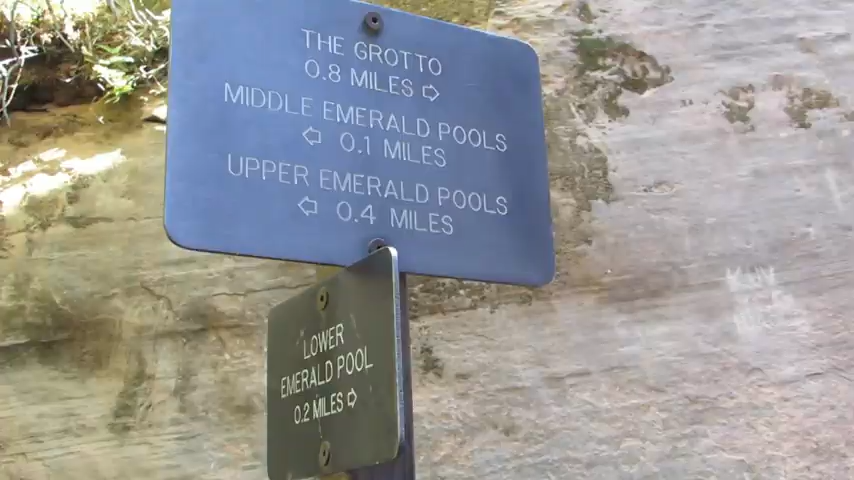 THE GROTTO
0.8 MILES ⇨
MIDDLE EMERALD POOLS
⇦ 0.1 MILES
UPPER EMERALD POOLS
⇦ 0.4 MILES
LOWER
EMERALD POOL
0.2 MILES ⇨